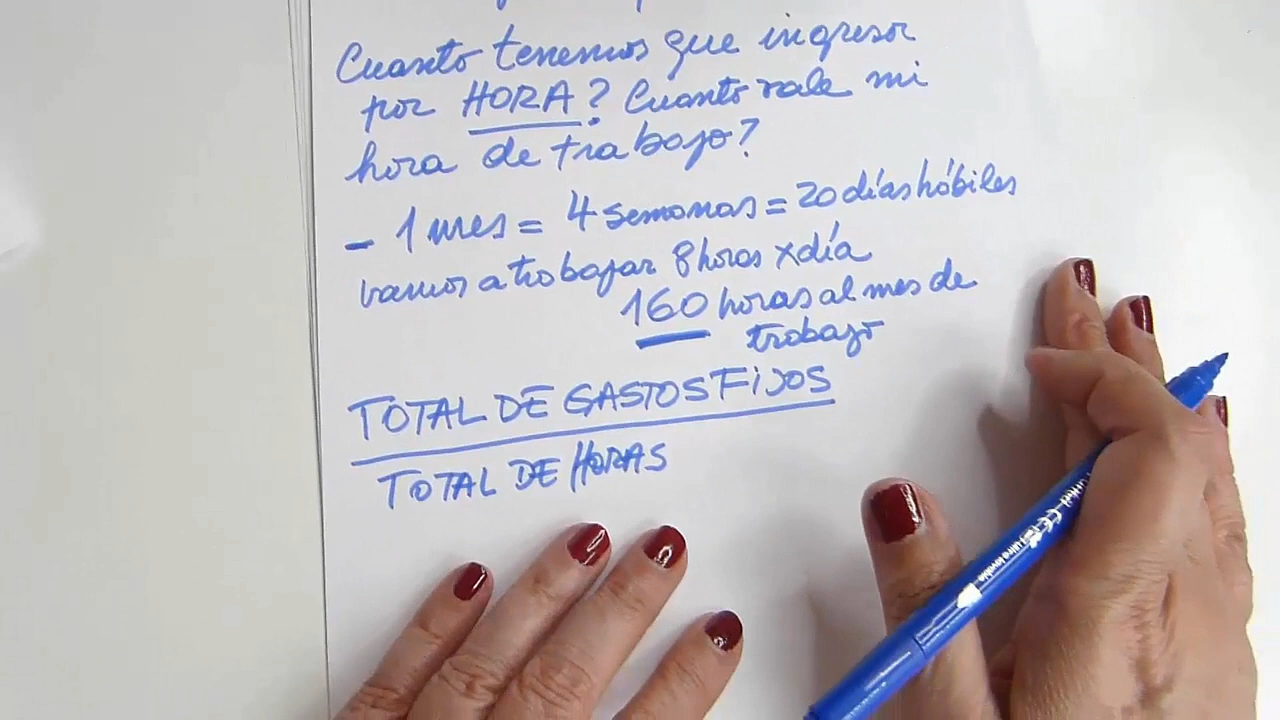 Cuanto tenemos que ingresar
por HORA? Cuanto vale mi
hora de trabajo?
- 1 mes = 4 semanas = 20 días hábiles
vamos a trabajar 8 horas x día
160 horas al mes de
trabajo
TOTAL DE GASTOS FIJOS
TOTAL DE HORAS